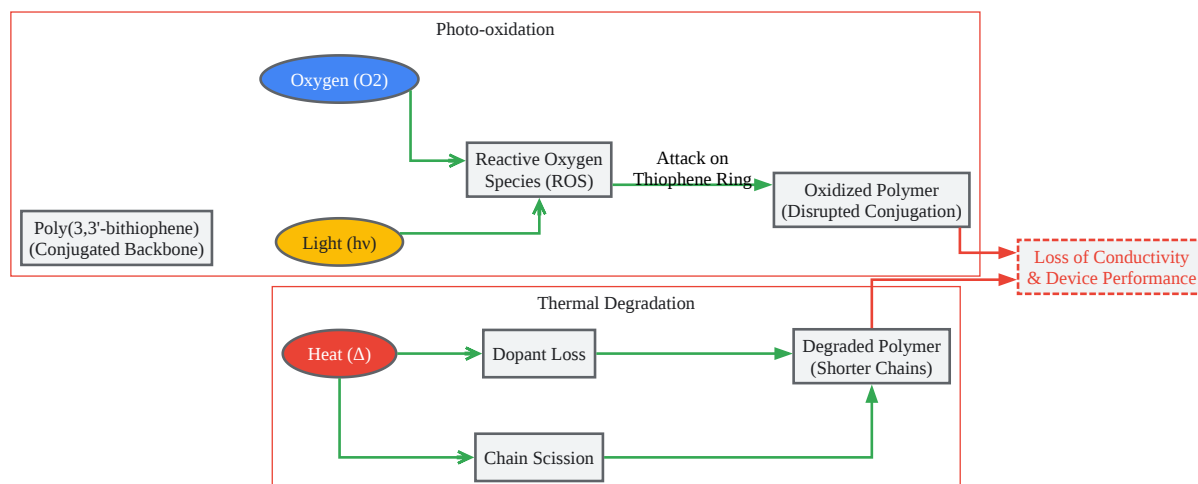 Photo-oxidation
Oxygen (O2)
Reactive Oxygen
Species (ROS)
Attack on
Thiophene Ring
Oxidized Polymer
(Disrupted Conjugation)
Poly(3,3'-bithiophene)
(Conjugated Backbone)
Light (hν)
Loss of Conductivity
& Device Performance
Thermal Degradation
Heat (Δ)
Dopant Loss
Degraded Polymer
(Shorter Chains)
Chain Scission